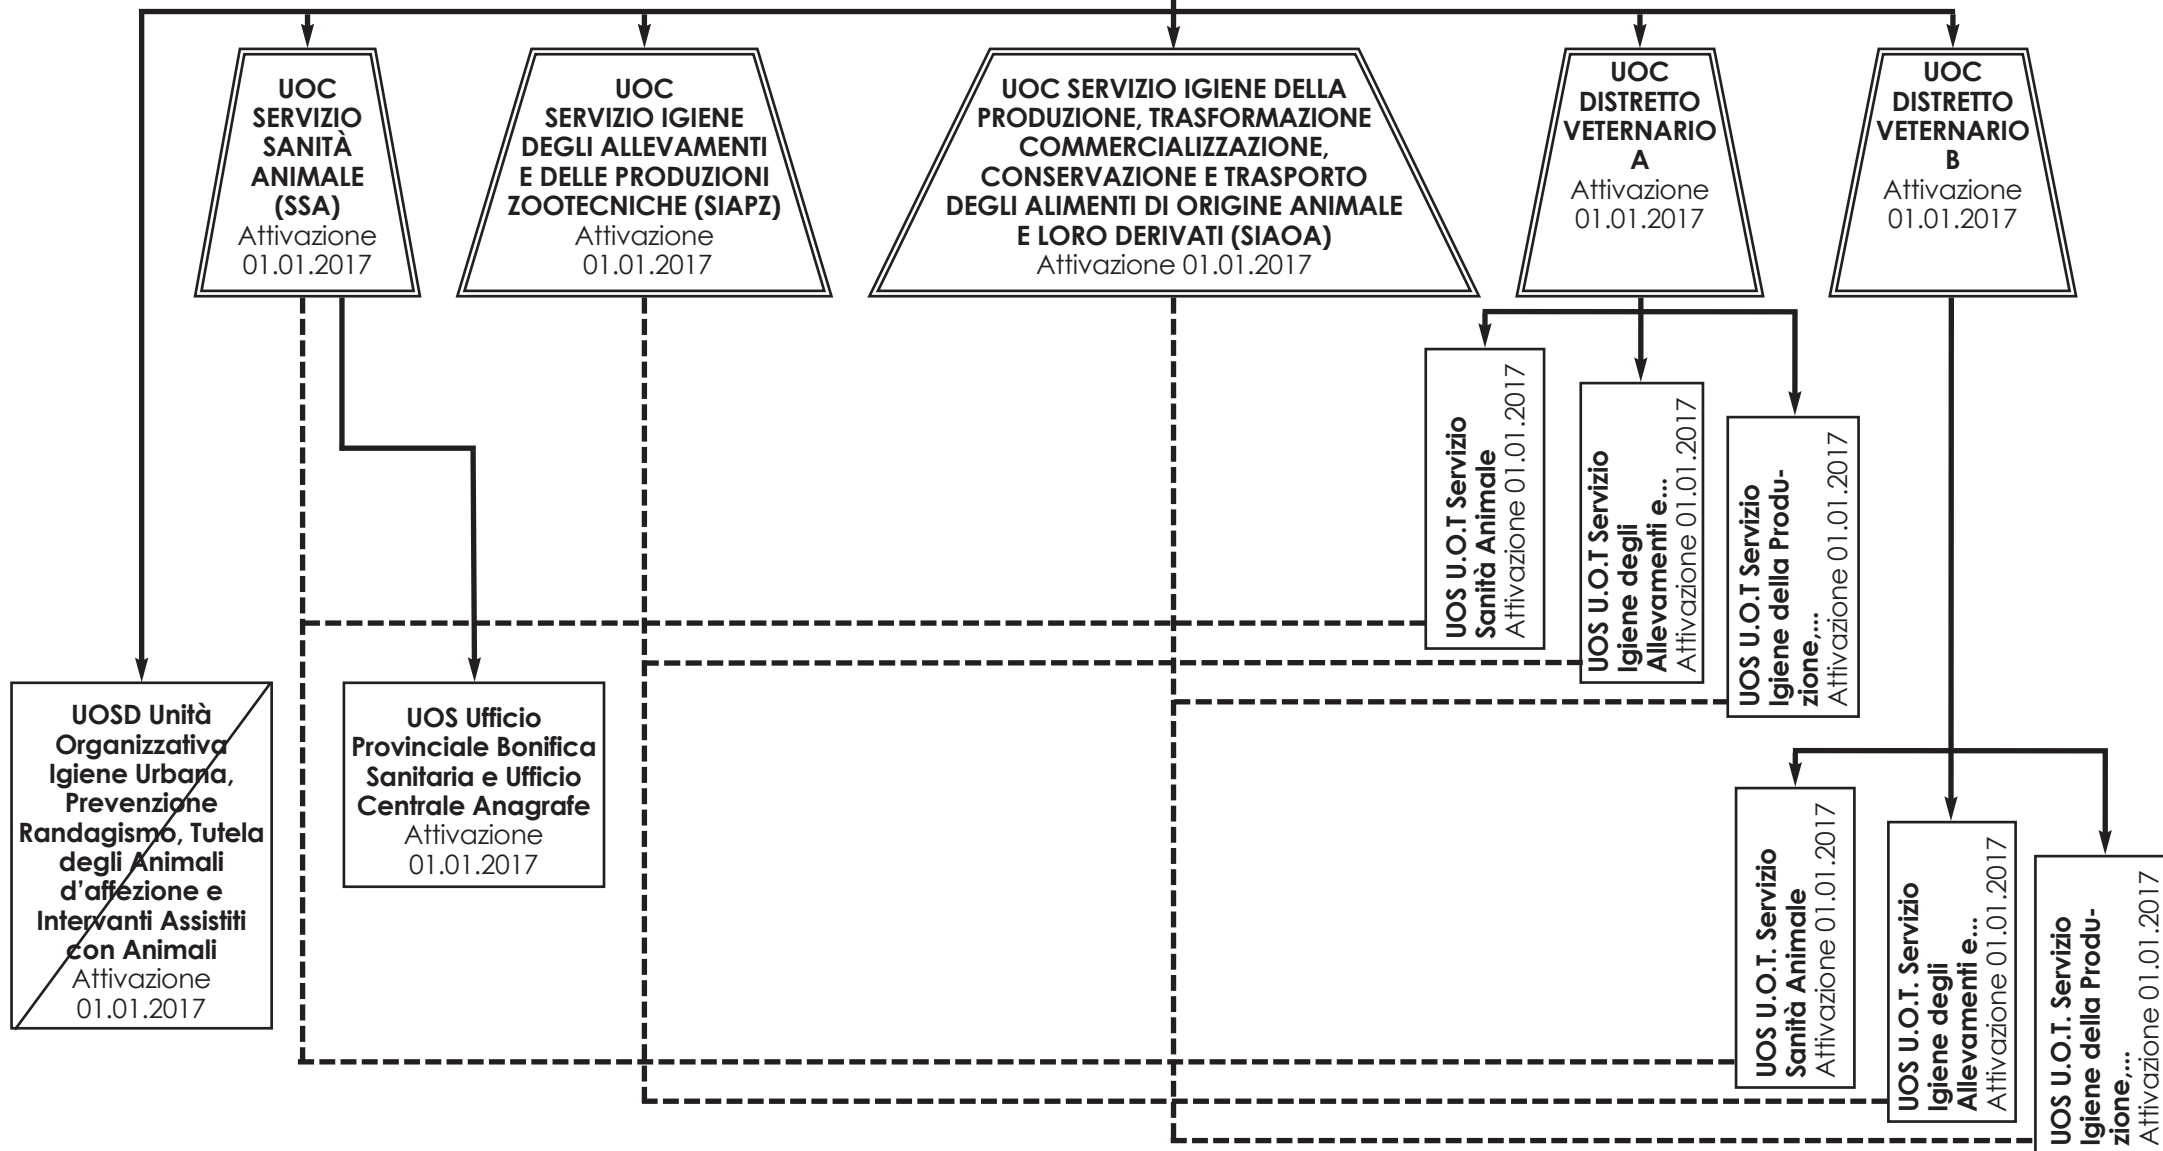 UOC
SERVIZIO
SANITÀ
ANIMALE
(SSA)
Attivazione
01.01.2017
UOC
SERVIZIO IGIENE
DEGLI ALLEVAMENTI
E DELLE PRODUZIONI
ZOOTECNICHE (SIAPZ)
Attivazione
01.01.2017
UOC SERVIZIO IGIENE DELLA
PRODUZIONE, TRASFORMAZIONE
COMMERCIALIZZAZIONE,
CONSERVAZIONE E TRASPORTO
DEGLI ALIMENTI DI ORIGINE ANIMALE
E LORO DERIVATI (SIAOA)
Attivazione 01.01.2017
UOC
DISTRETTO
VETERNARIO
A
Attivazione
01.01.2017
UOC
DISTRETTO
VETERNARIO
B
Attivazione
01.01.2017
UOS U.O.T Servizio
Sanità Animale
Attivazione 01.01.2017
UOS U.O.T Servizio
Igiene degli
Allevamenti e...
Attivazione 01.01.2017
UOS U.O.T Servizio
Igiene della Produ-
zione,...
Attivazione 01.01.2017
UOSD Unità
Organizzativa
Igiene Urbana,
Prevenzione
Randagismo, Tutela
degli Animali
d'affezione e
Intervanti Assistiti
con Animali
Attivazione
01.01.2017
UOS Ufficio
Provinciale Bonifica
Sanitaria e Ufficio
Centrale Anagrafe
Attivazione
01.01.2017
UOS U.O.T. Servizio
Sanità Animale
Attivazione 01.01.2017
UOS U.O.T. Servizio
Igiene degli
Allevamenti e...
Attivazione 01.01.2017
UOS U.O.T. Servizio
Igiene della Produ-
zione,...
Attivazione 01.01.2017